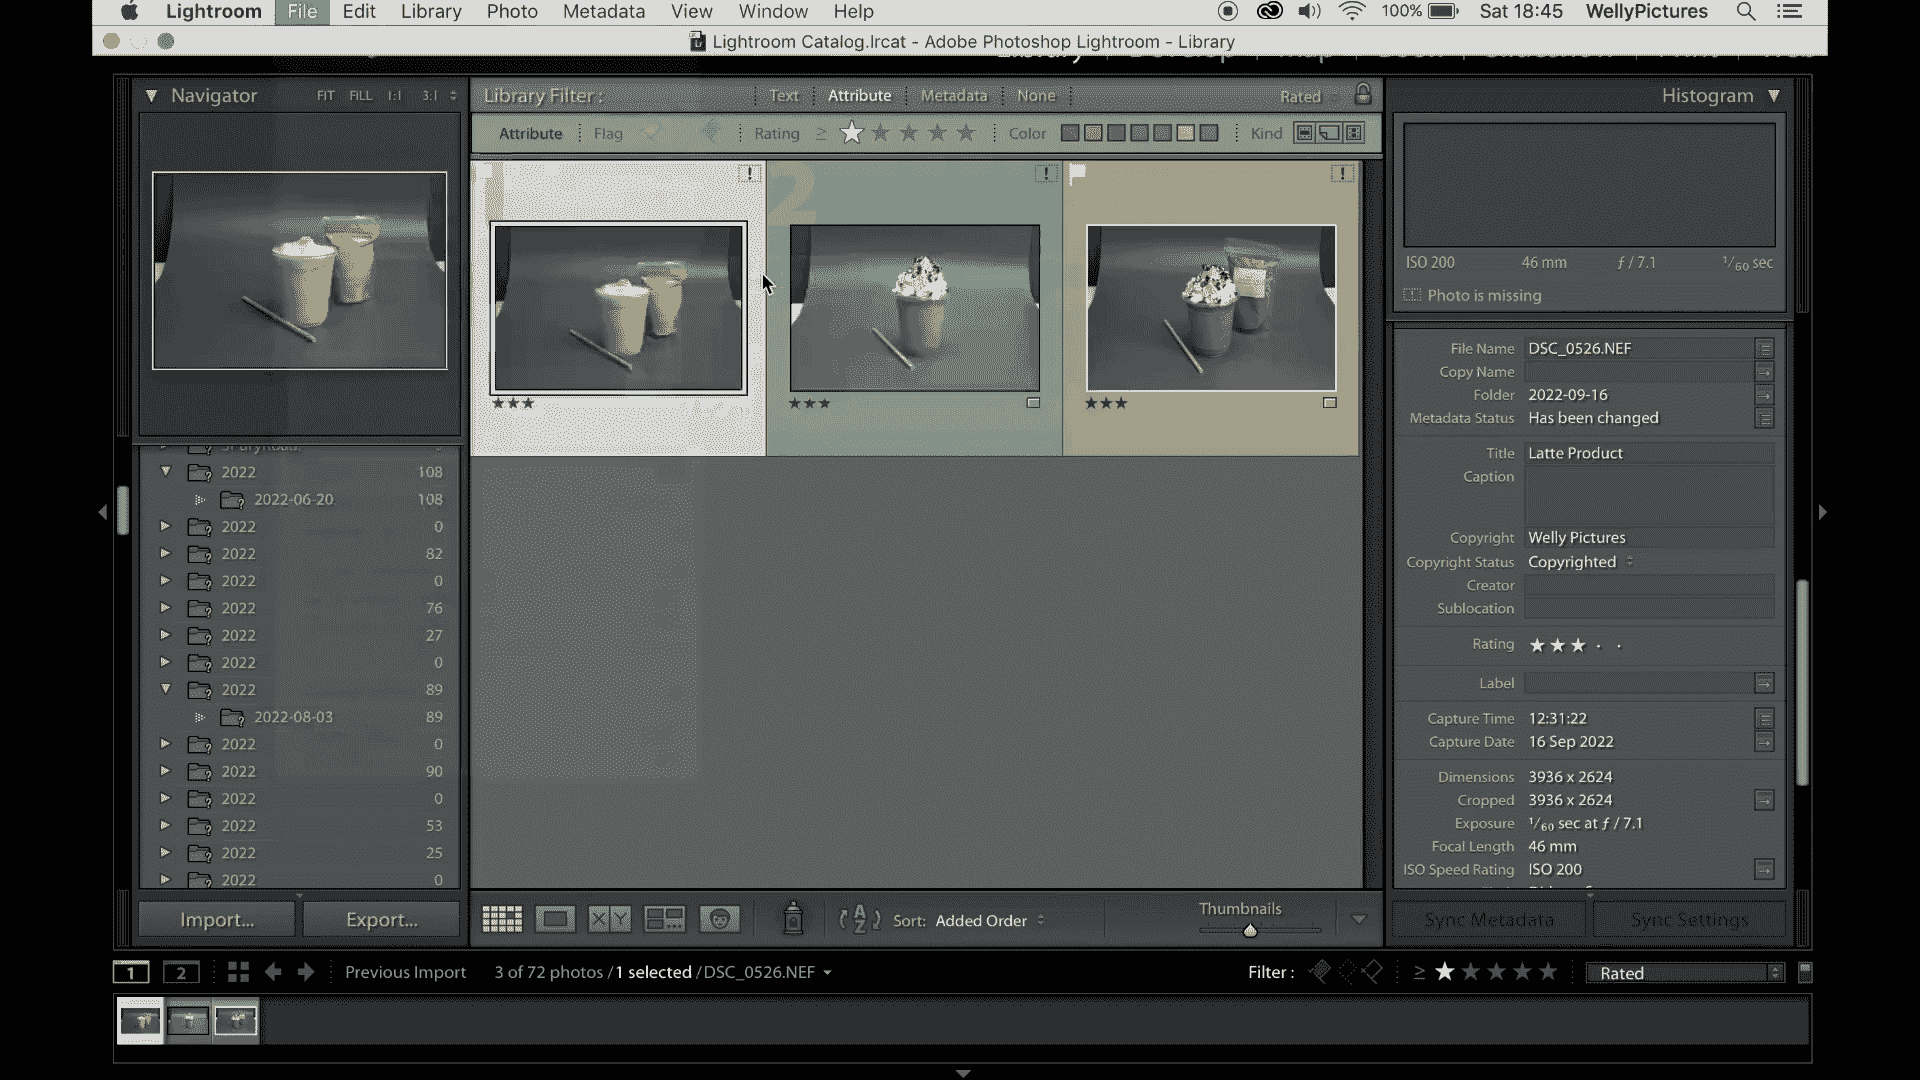 Lightroom File Edit Library Photo Metadata View Window Help 100% Sat 18:45 WellyPictures
Lightroom Catalog.lrcat - Adobe Photoshop Lightroom - Library
Navigator FIT FILL 1:1 3:1
Library Filter : Text Attribute Metadata None Rated
Histogram
Attribute Flag Rating ≥ Color Kind
2
ISO 200 46 mm ƒ / 7.1 1/60 sec
Photo is missing
2022 108
2022-06-20 108
2022 0
2022 82
2022 0
2022 76
2022 27
2022 0
2022 89
2022-08-03 89
2022 0
2022 90
2022 0
2022 53
2022 25
2022 0
File Name DSC_0526.NEF
Copy Name
Folder 2022-09-16
Metadata Status Has been changed
Title Latte Product
Caption
Copyright Welly Pictures
Copyright Status Copyrighted
Creator
Sublocation
Rating ★ ★ ★ · ·
Label
Capture Time 12:31:22
Capture Date 16 Sep 2022
Dimensions 3936 x 2624
Cropped 3936 x 2624
Exposure 1/60 sec at ƒ / 7.1
Focal Length 46 mm
ISO Speed Rating ISO 200
Import... Export...
XY
AZ Sort: Added Order
Thumbnails
Sync Metadata Sync Settings
1 2 Previous Import 3 of 72 photos / 1 selected / DSC_0526.NEF
Filter : ≥ Rated